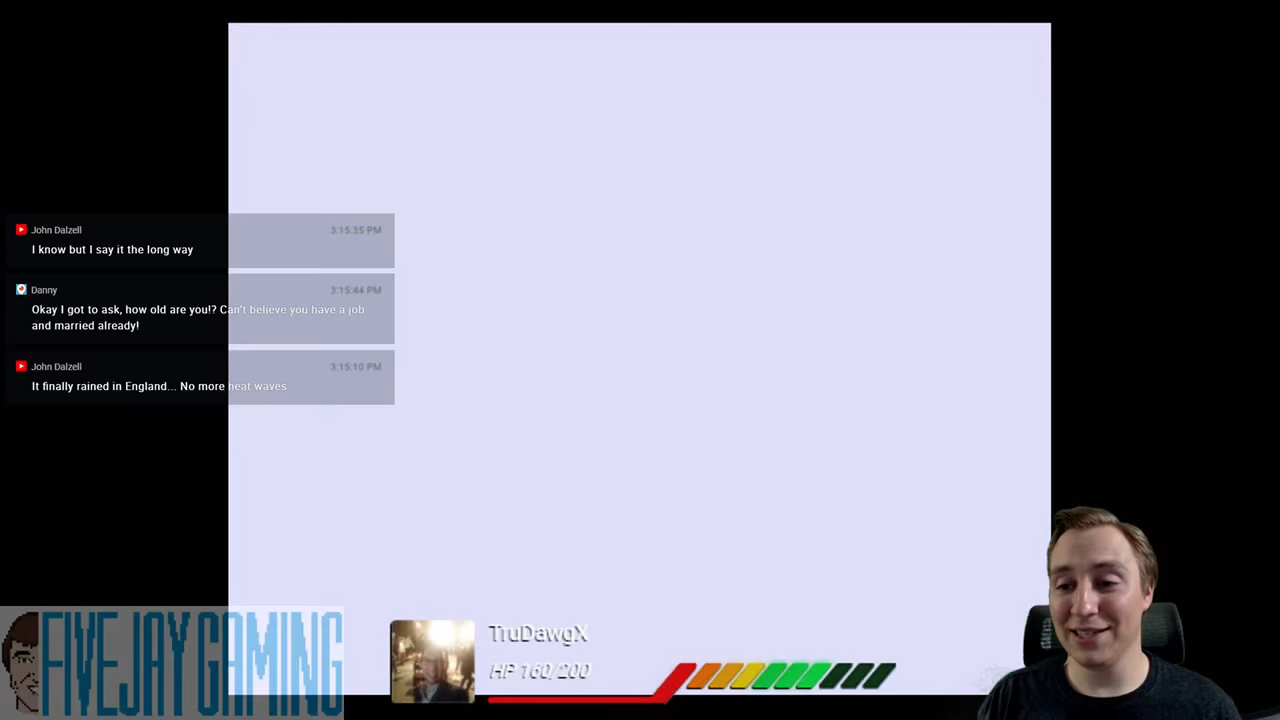 John Dalzell
3:15:35 PM
I know but I say it the long way
Danny
3:15:44 PM
Okay I got to ask, how old are you!? Can't believe you have a job
and married already!
John Dalzell
3:15:10 PM
It finally rained in England... No more heat waves
FIVEJAYGAMING
TruDawgX
HP 160/200